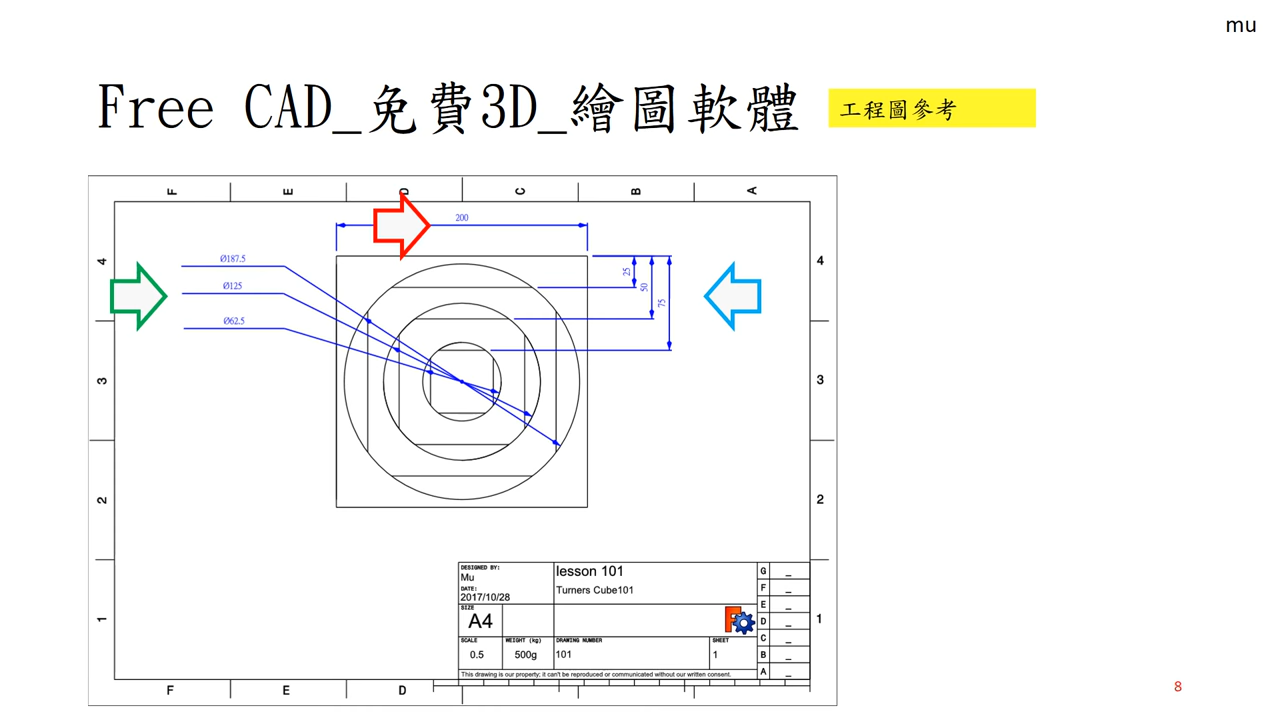 mu
Free CAD_免費3D_繪圖軟體
工程圖參考
F E D C B A
200
Ø187.5
Ø125
Ø62.5
25
50
75
4 4
3 3
2 2
1 1
DESIGNED BY:
Mu
DATE:
2017/10/28
lesson 101
Turners Cube101
SIZE
A4
SCALE
0.5
WEIGHT (kg)
500g
DRAWING NUMBER
101
SHEET
1
G _
F _
E _
D _
C _
B _
A _
This drawing is our property; it can't be reproduced or communicated without our written consent.
F E D
8